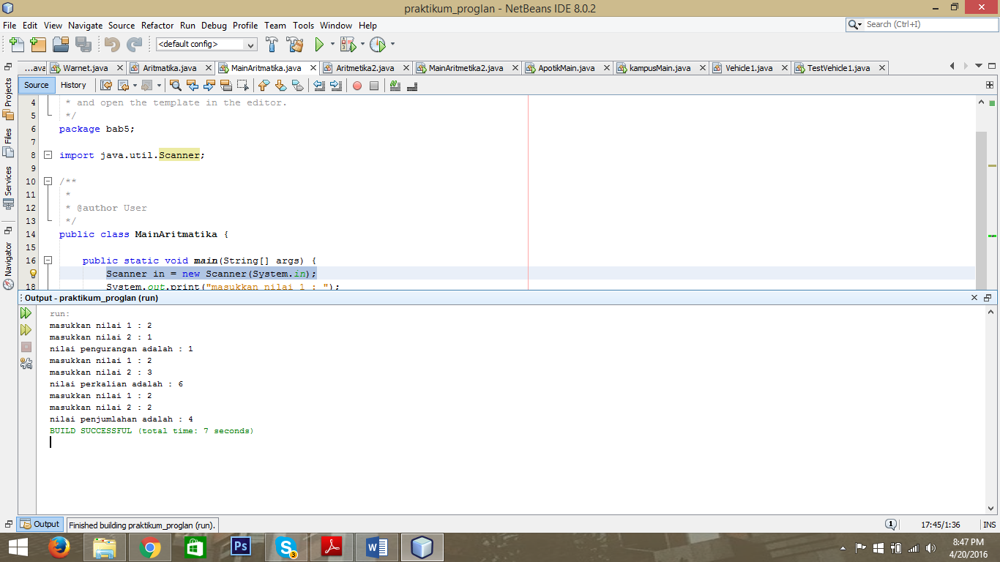 praktikum_proglan - NetBeans IDE 8.0.2
File Edit View Navigate Source Refactor Run Debug Profile Team Tools Window Help
Search (Ctrl+I)
<default config>
...ava Warnet.java Aritmatika.java MainAritmatika.java Aritmetika2.java MainAritmetika2.java ApotikMain.java kampusMain.java Vehicle1.java TestVehicle1.java
Projects
Files
Services
Navigator
Source History
4 * and open the template in the editor.
5 */
6 package bab5;
7
8 import java.util.Scanner;
9
10 /**
11 *
12 * @author User
13 */
14 public class MainAritmatika {
15
16 public static void main(String[] args) {
Scanner in = new Scanner(System.in);
18 System.out.print("masukkan nilai 1 : ");
Output - praktikum_proglan (run)
run:
masukkan nilai 1 : 2
masukkan nilai 2 : 1
nilai pengurangan adalah : 1
masukkan nilai 1 : 2
masukkan nilai 2 : 3
nilai perkalian adalah : 6
masukkan nilai 1 : 2
masukkan nilai 2 : 2
nilai penjumlahan adalah : 4
BUILD SUCCESSFUL (total time: 7 seconds)
Output
Finished building praktikum_proglan (run).
1
17:45/1:36 INS
Ps
S 3
W
8:47 PM
4/20/2016